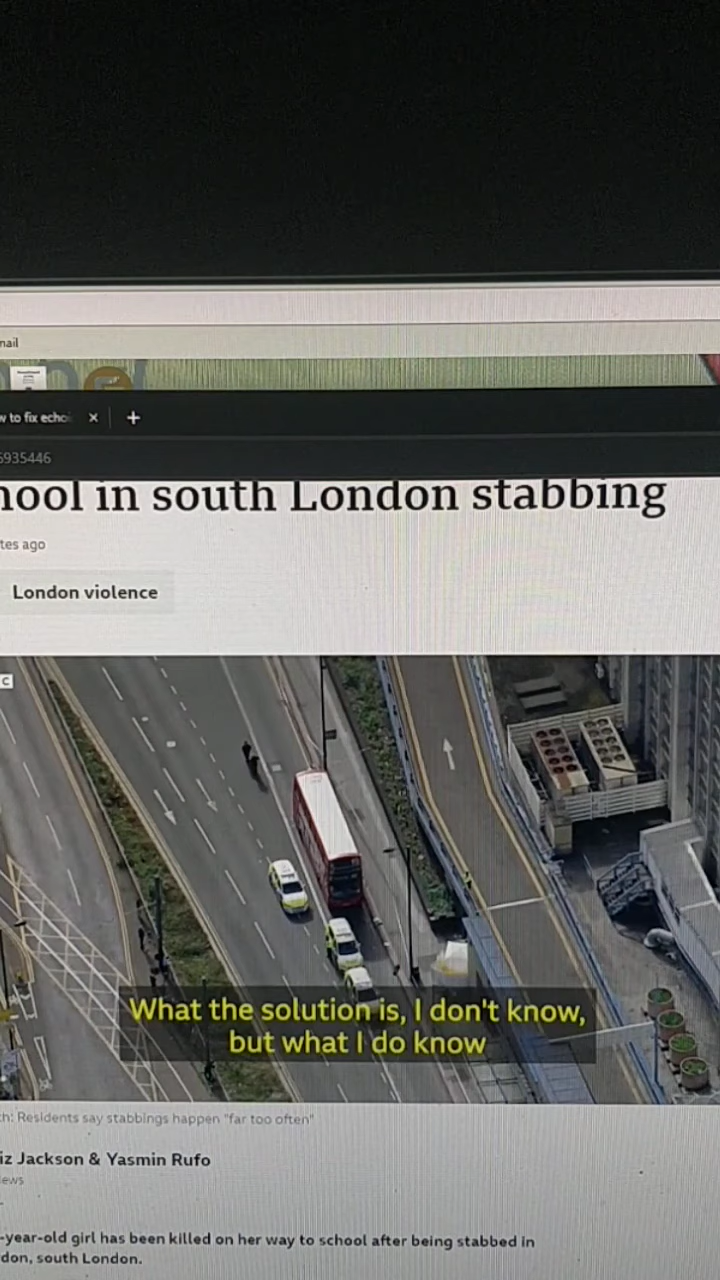 nail
w to fix echo
6935446
hool in south London stabbing
tes ago
London violence
C
What the solution is, I don't know,
but what I do know
h: Residents say stabbings happen "far too often"
iz Jackson & Yasmin Rufo
ews
-year-old girl has been killed on her way to school after being stabbed in
don, south London.